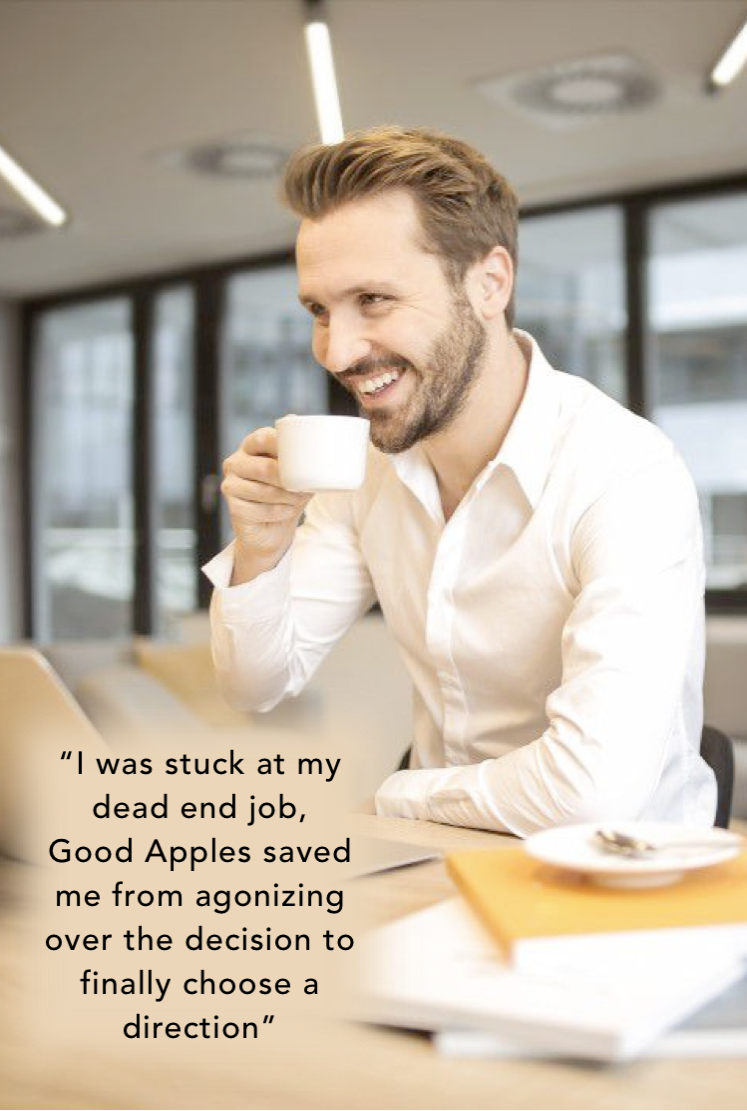 “I was stuck at my
dead end job,
Good Apples saved
me from agonizing
over the decision to
finally choose a
direction”